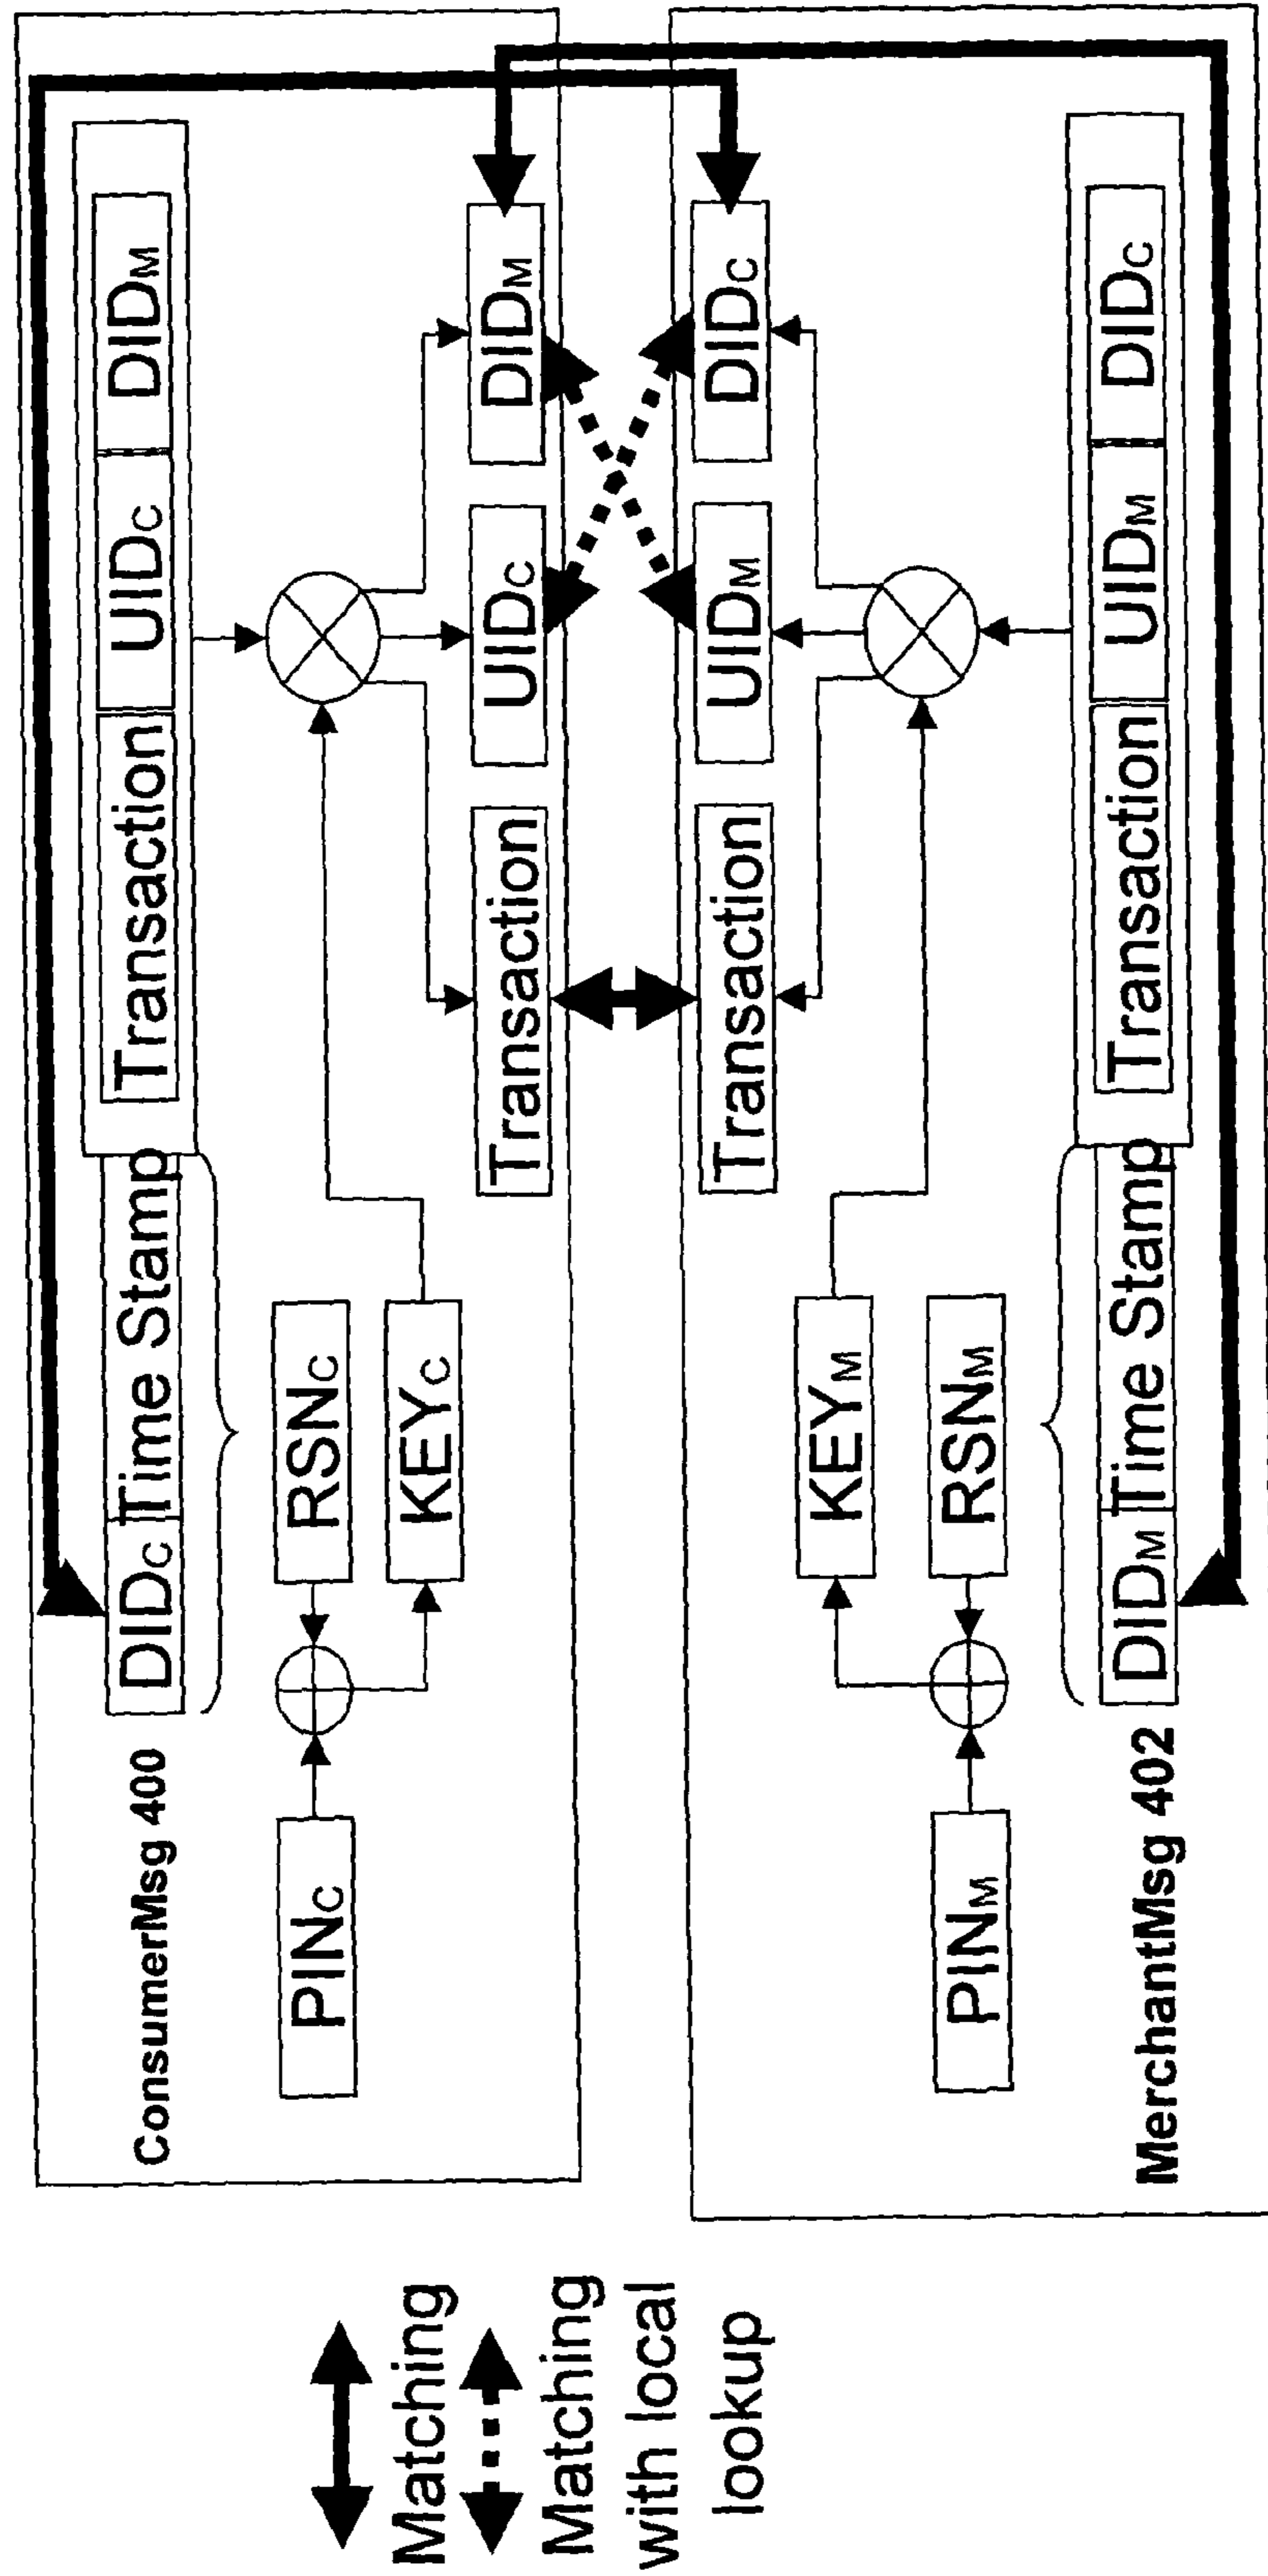 ConsumerMsg 400
DIDC Time Stamp Transaction UIDC DIDM
PINC
RSNC
KEYC
Transaction UIDC DIDM
Transaction UIDM DIDC
KEYM
RSNM
PINM
MerchantMsg 402
DIDM Time Stamp Transaction UIDM DIDC
Matching
Matching
with local
lookup